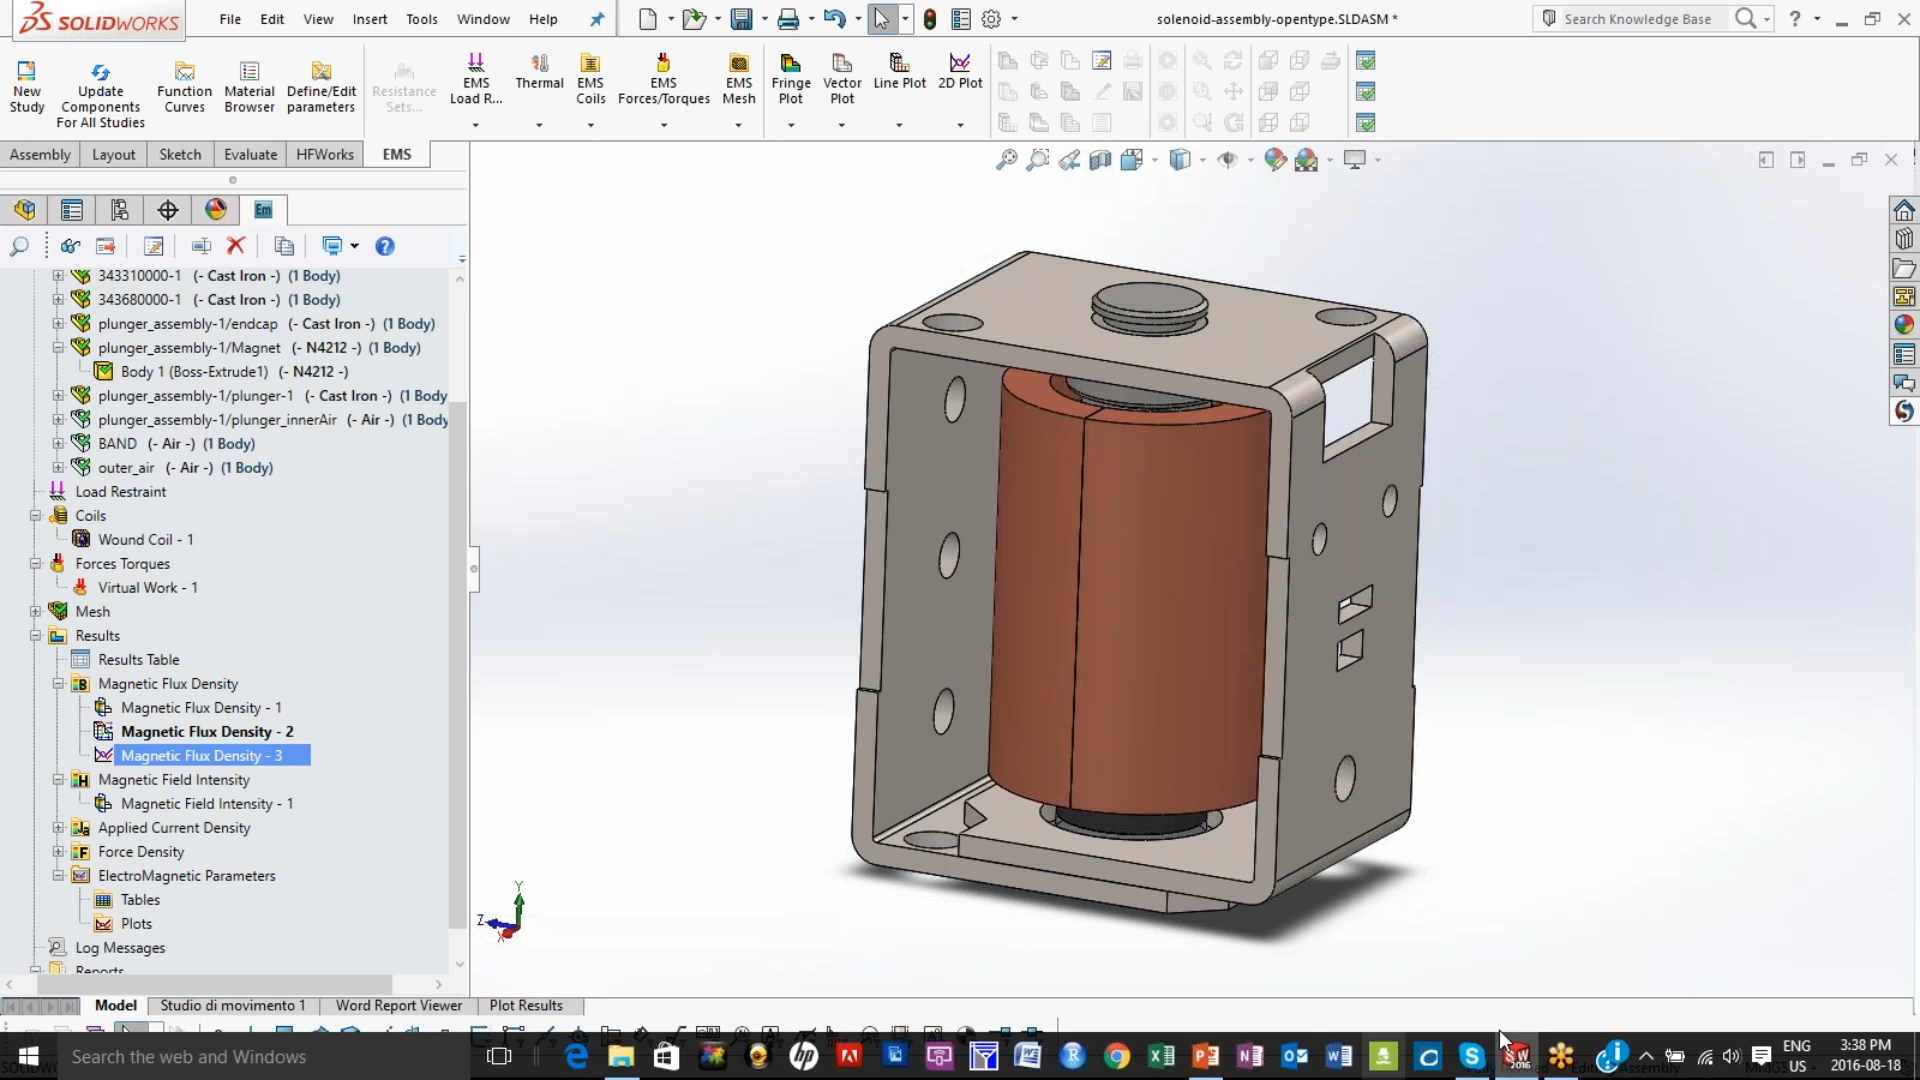 SOLIDWORKS
File Edit View Insert Tools Window Help
solenoid-assembly-opentype.SLDASM *
Search Knowledge Base
New Study
Update Components For All Studies
Function Curves
Material Browser
Define/Edit parameters
Resistance Sets...
EMS Load R...
Thermal
EMS Coils
EMS Forces/Torques
EMS Mesh
Fringe Plot
Vector Plot
Line Plot
2D Plot
Assembly Layout Sketch Evaluate HFWorks EMS
Em
343310000-1 (- Cast Iron -) (1 Body)
343680000-1 (- Cast Iron -) (1 Body)
plunger_assembly-1/endcap (- Cast Iron -) (1 Body)
plunger_assembly-1/Magnet (- N4212 -) (1 Body)
Body 1 (Boss-Extrude1) (- N4212 -)
plunger_assembly-1/plunger-1 (- Cast Iron -) (1 Body
plunger_assembly-1/plunger_innerAir (- Air -) (1 Body
BAND (- Air -) (1 Body)
outer_air (- Air -) (1 Body)
Load Restraint
Coils
Wound Coil - 1
Forces Torques
Virtual Work - 1
Mesh
Results
Results Table
Magnetic Flux Density
Magnetic Flux Density - 1
Magnetic Flux Density - 2
Magnetic Flux Density - 3
Magnetic Field Intensity
Magnetic Field Intensity - 1
Applied Current Density
Force Density
ElectroMagnetic Parameters
Tables
Plots
Log Messages
Reports
Y
Z
X
Model Studio di movimento 1 Word Report Viewer Plot Results
Search the web and Windows
ENG 3:38 PM
US 2016-08-18